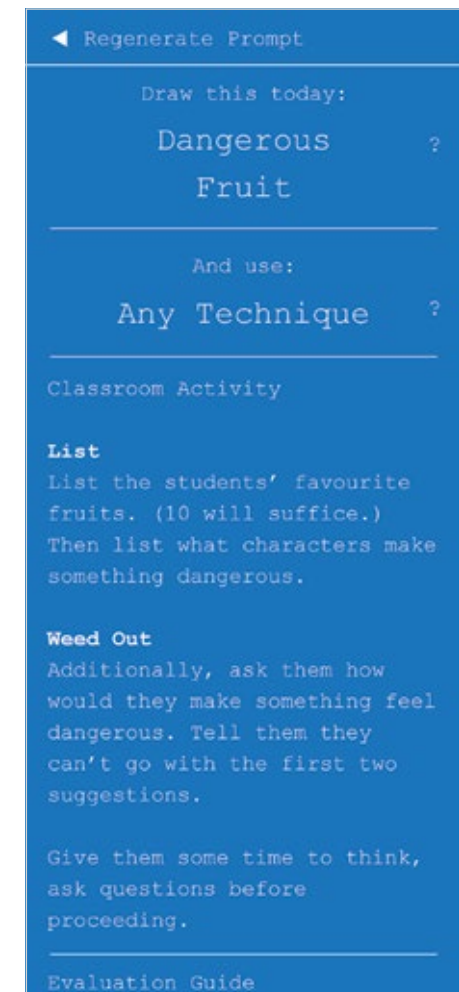 ◀ Regenerate Prompt
Draw this today:
Dangerous ?
Fruit
And use:
Any Technique ?
Classroom Activity
List
List the students' favourite
fruits. (10 will suffice.)
Then list what characters make
something dangerous.
Weed Out
Additionally, ask them how
would they make something feel
dangerous. Tell them they
can't go with the first two
suggestions.
Give them some time to think,
ask questions before
proceeding.
Evaluation Guide